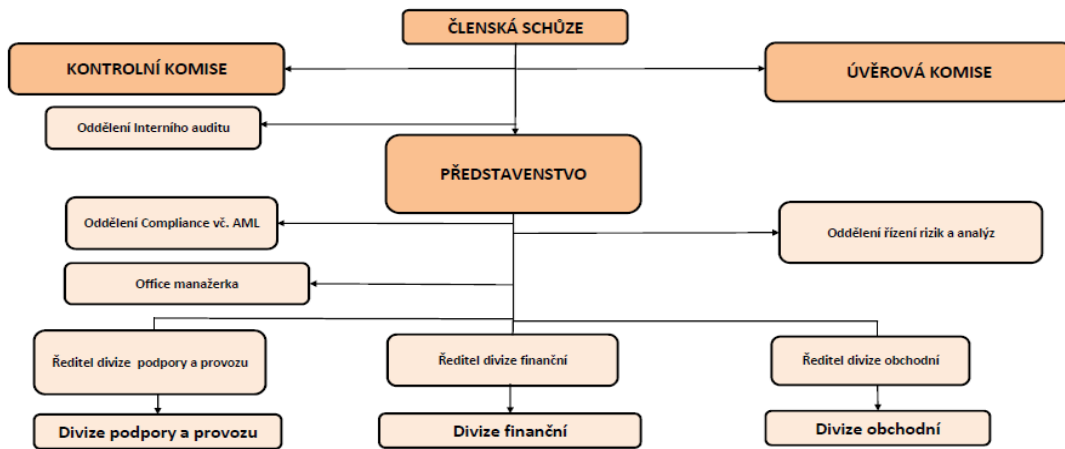 ČLENSKÁ SCHŮZE
KONTROLNÍ KOMISE
ÚVĚROVÁ KOMISE
Oddělení Interního auditu
PŘEDSTAVENSTVO
Oddělení Compliance vč. AML
Oddělení řízení rizik a analýz
Office manažerka
Ředitel divize podpory a provozu
Ředitel divize finanční
Ředitel divize obchodní
Divize podpory a provozu
Divize finanční
Divize obchodní